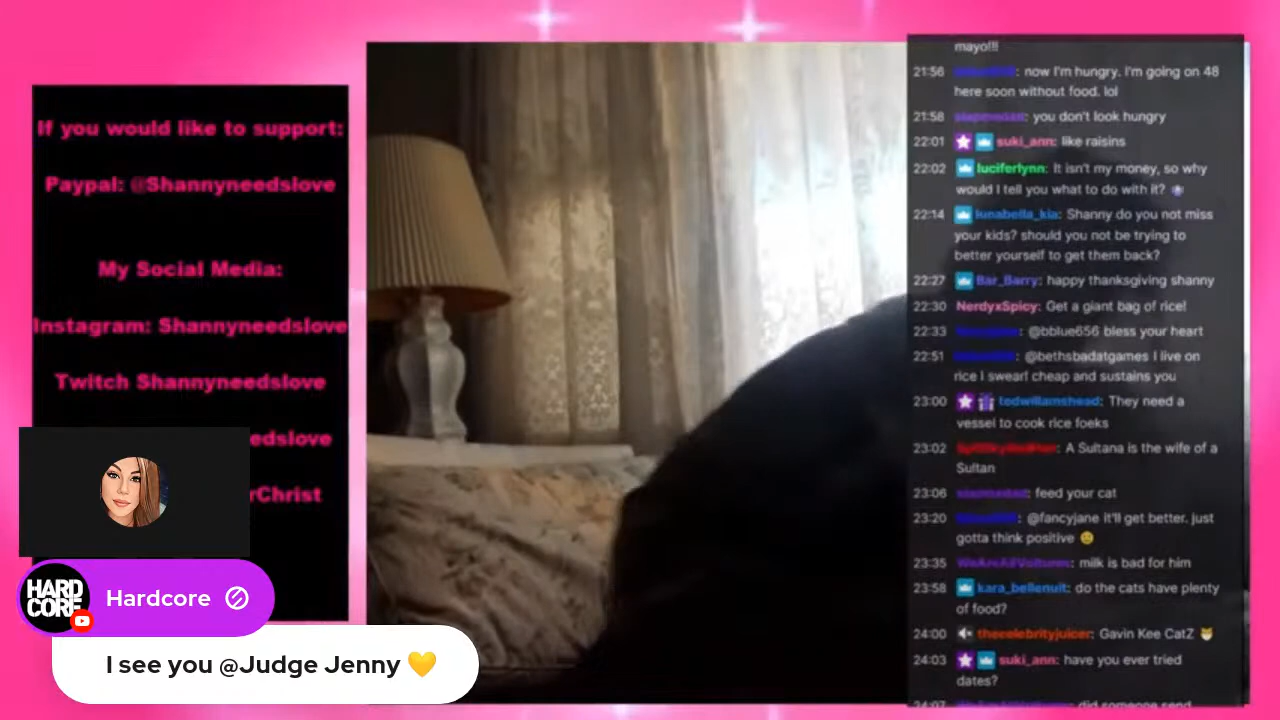 If you would like to support:
Paypal: @Shannyneedslove
My Social Media:
Instagram: Shannyneedslove
Twitch Shannyneedslove
edslove
rChrist
HARD
CORE
Hardcore
I see you @Judge Jenny 💛
mayo!!!
21:56 : now I'm hungry. I'm going on 48
here soon without food. lol
21:58 : you don't look hungry
22:01 suki_ann: like raisins
22:02 luciferlynn: It isn't my money, so why
would I tell you what to do with it?
22:14 lunabella_kia: Shanny do you not miss
your kids? should you not be trying to
better yourself to get them back?
22:27 Bar_Barry: happy thanksgiving shanny
22:30 NerdyxSpicy: Get a giant bag of rice!
22:33 : @bblue656 bless your heart
22:51 : @bethsbadatgames I live on
rice I swear! cheap and sustains you
23:00 tedwillamshead: They need a
vessel to cook rice foeks
23:02 : A Sultana is the wife of a
Sultan
23:06 : feed your cat
23:20 : @fancyjane it'll get better. just
gotta think positive 🙂
23:35 : milk is bad for him
23:58 kara_bellenuit: do the cats have plenty
of food?
24:00 thecelebrityjuicer: Gavin Kee CatZ
24:03 suki_ann: have you ever tried
dates?
24:07 : did someone send